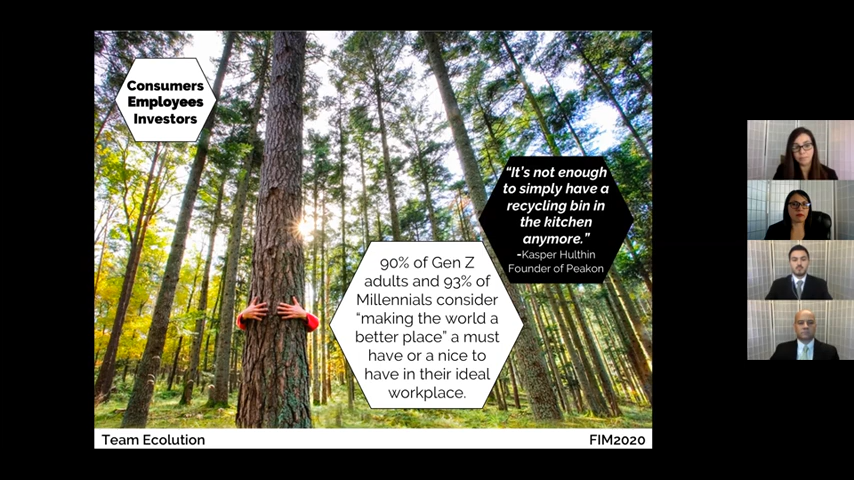 Consumers
Employees
Investors
“It’s not enough
to simply have a
recycling bin in
the kitchen
anymore.”
-Kasper Hulthin
Founder of Peakon
90% of Gen Z
adults and 93% of
Millennials consider
“making the world a
better place” a must
have or a nice to
have in their ideal
workplace.
Team Ecolution
FIM2020